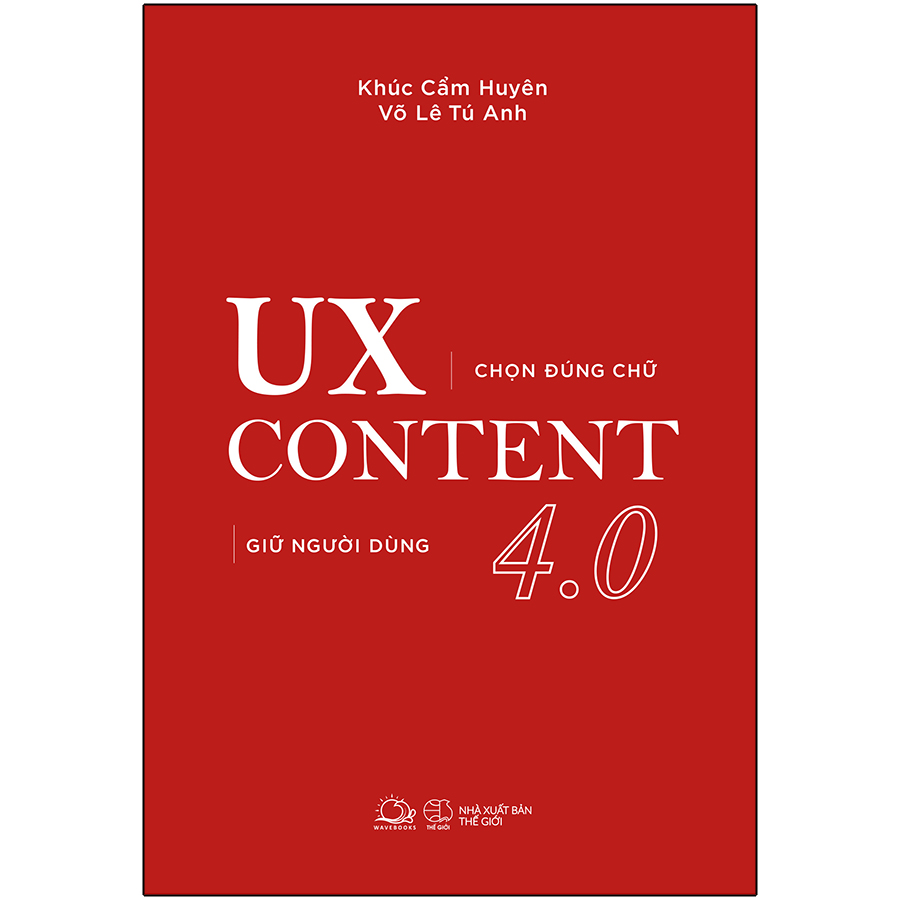 Khúc Cẩm Huyên
Võ Lê Tú Anh
UX
CHỌN ĐÚNG CHỮ
CONTENT
4.0
GIỮ NGƯỜI DÙNG
WAVEBOOKS
THẾ GIỚI
NHÀ XUẤT BẢN
THẾ GIỚI